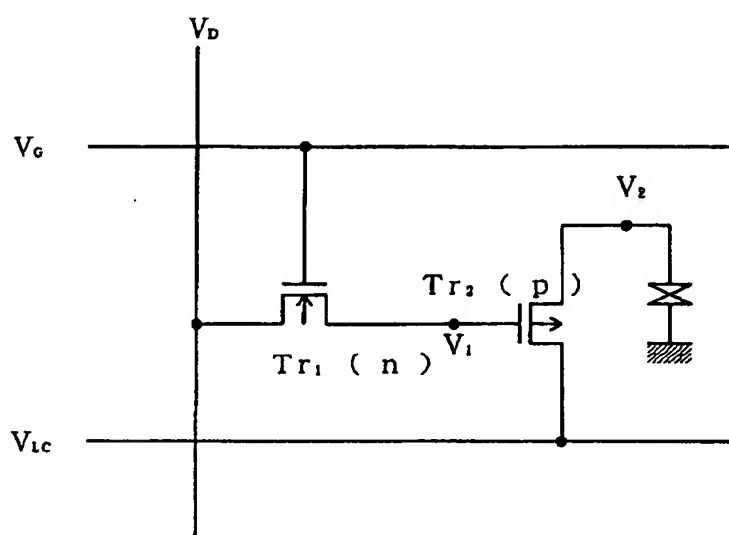 V_D
V_G
V_2
Tr_2 ( p )
V_1
Tr_1 ( n )
V_LC